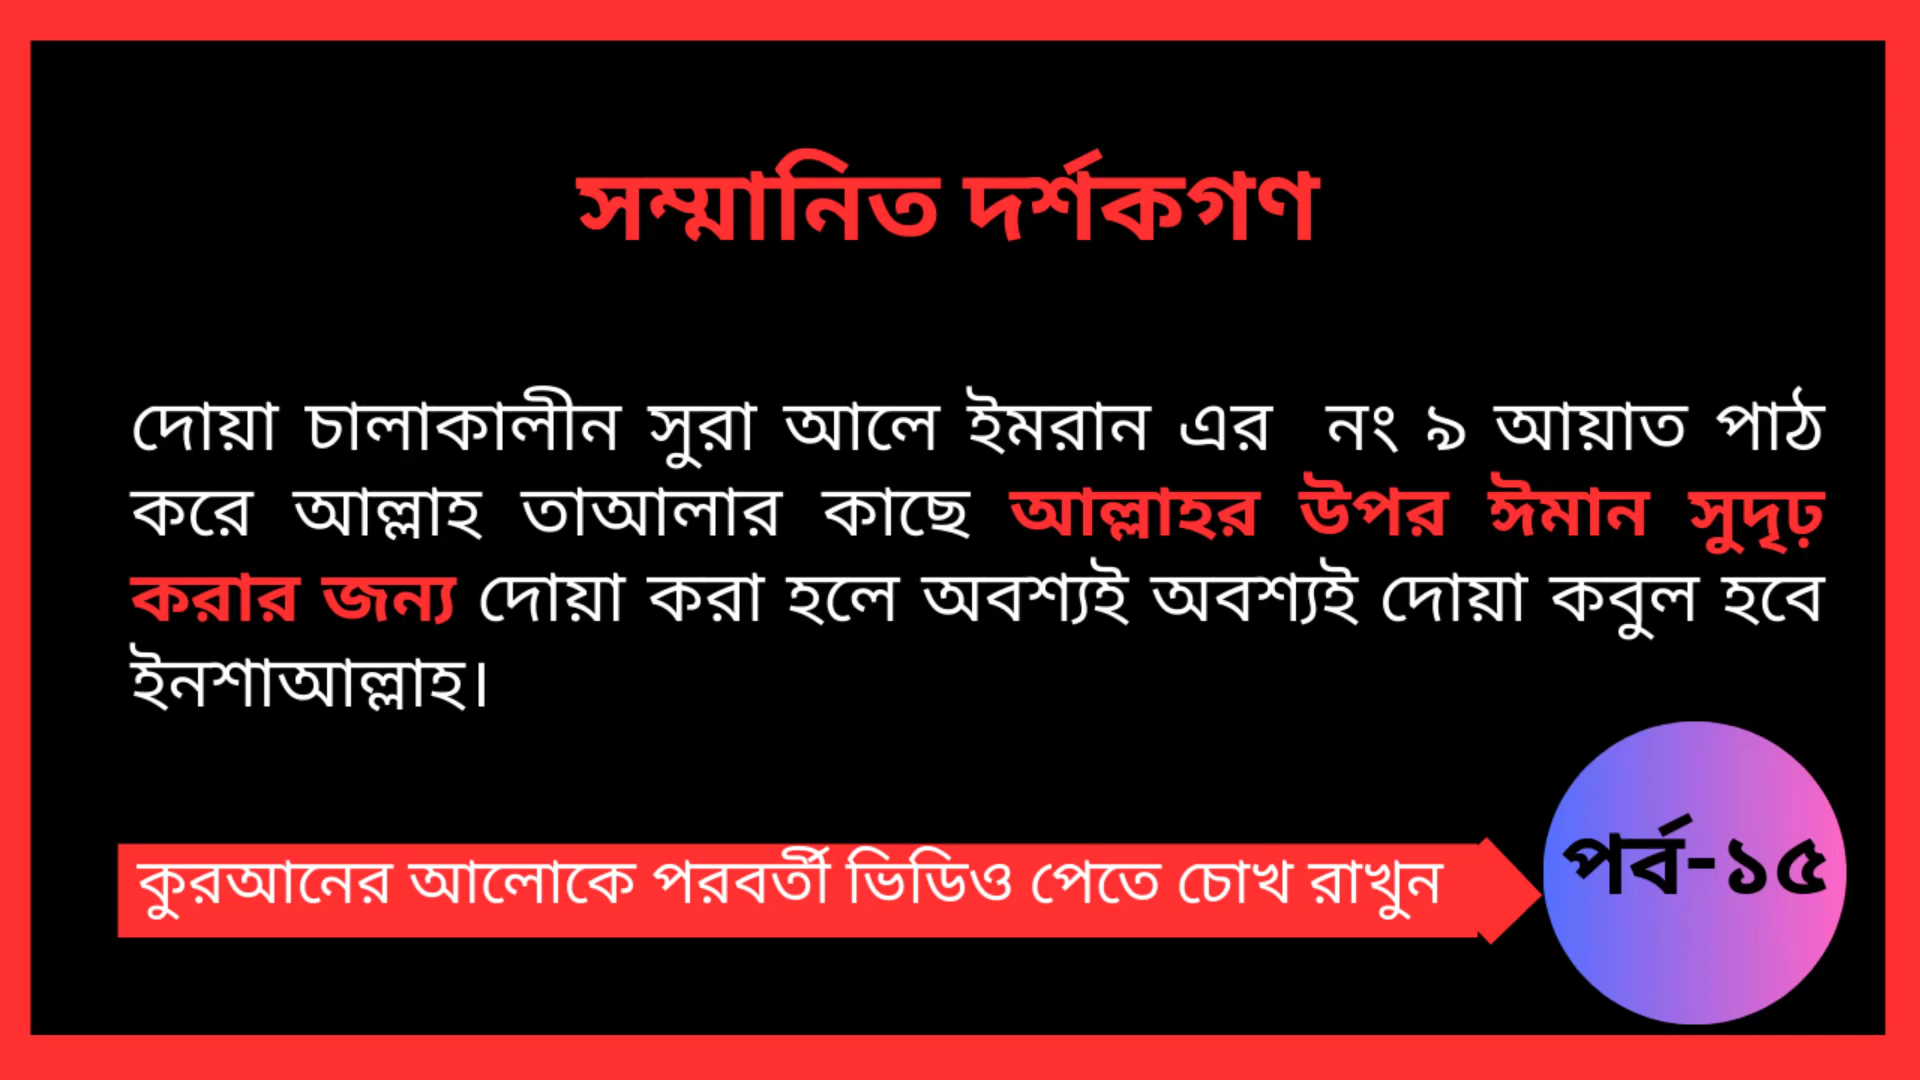 সম্মানিত দর্শকগণ
দোয়া চালাকালীন সুরা আলে ইমরান এর নং ৯ আয়াত পাঠ
করে আল্লাহ তাআলার কাছে আল্লাহর উপর ঈমান সুদৃঢ়
করার জন্য দোয়া করা হলে অবশ্যই অবশ্যই দোয়া কবুল হবে
ইনশাআল্লাহ।
কুরআনের আলোকে পরবর্তী ভিডিও পেতে চোখ রাখুন
পর্ব-১৫